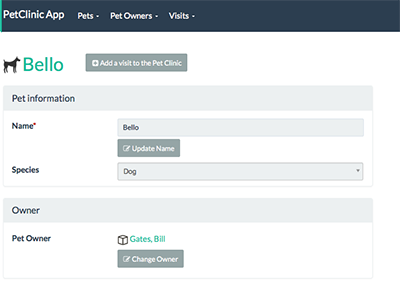 PetClinic App Pets Pet Owners Visits
Bello Add a visit to the Pet Clinic
Pet information
Name* Bello
Update Name
Species Dog
Owner
Pet Owner Gates, Bill
Change Owner